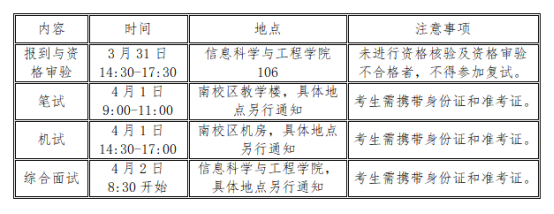 内容 时间 地点 注意事项
报到与资格审验 3 月 31 日 信息科学与工程学院 未进行资格核验及资格审验
14:30-17:30 106 不合格者，不得参加复试。
笔试 4 月 1 日 南校区教学楼，具体地 考生需携带身份证和准考证。
9:00-11:00 点另行通知
机试 4 月 1 日 南校区机房，具体地点 考生需携带身份证和准考证。
14:30-17:00 另行通知
综合面试 4 月 2 日 信息科学与工程学院， 考生需携带身份证和准考证。
8:30 开始 具体地点另行通知